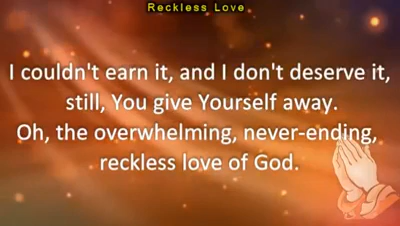 Reckless Love
I couldn't earn it, and I don't deserve it,
still, You give Yourself away.
Oh, the overwhelming, never-ending,
reckless love of God.